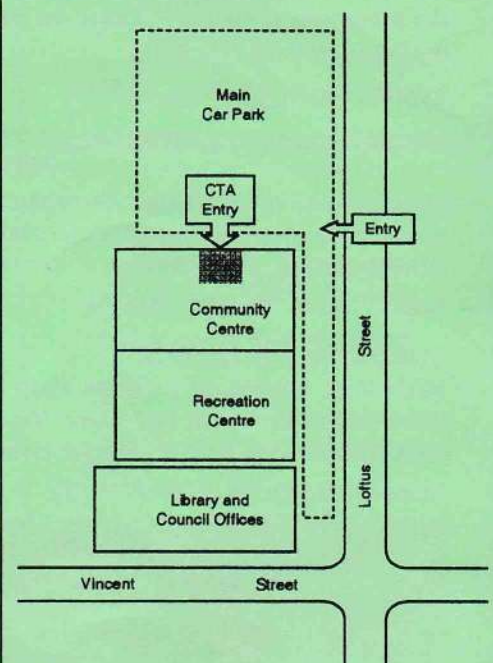 Main
Car Park
CTA
Entry
Entry
Community
Centre
Street
Recreation
Centre
Loftus
Library and
Council Offices
Vincent Street